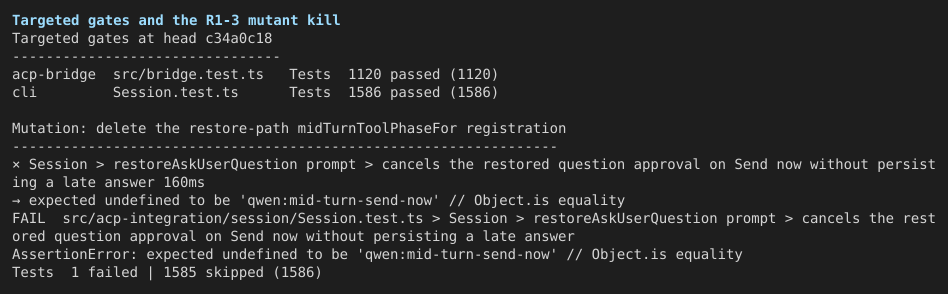 Targeted gates and the R1-3 mutant kill
Targeted gates at head c34a0c18
--------------------------------
acp-bridge  src/bridge.test.ts   Tests  1120 passed (1120)
cli         Session.test.ts      Tests  1586 passed (1586)

Mutation: delete the restore-path midTurnToolPhaseFor registration
-----------------------------------------------------------------
× Session > restoreAskUserQuestion prompt > cancels the restored question approval on Send now without persist
ing a late answer 160ms
→ expected undefined to be 'qwen:mid-turn-send-now' // Object.is equality
FAIL  src/acp-integration/session/Session.test.ts > Session > restoreAskUserQuestion prompt > cancels the rest
ored question approval on Send now without persisting a late answer
AssertionError: expected undefined to be 'qwen:mid-turn-send-now' // Object.is equality
Tests  1 failed | 1585 skipped (1586)